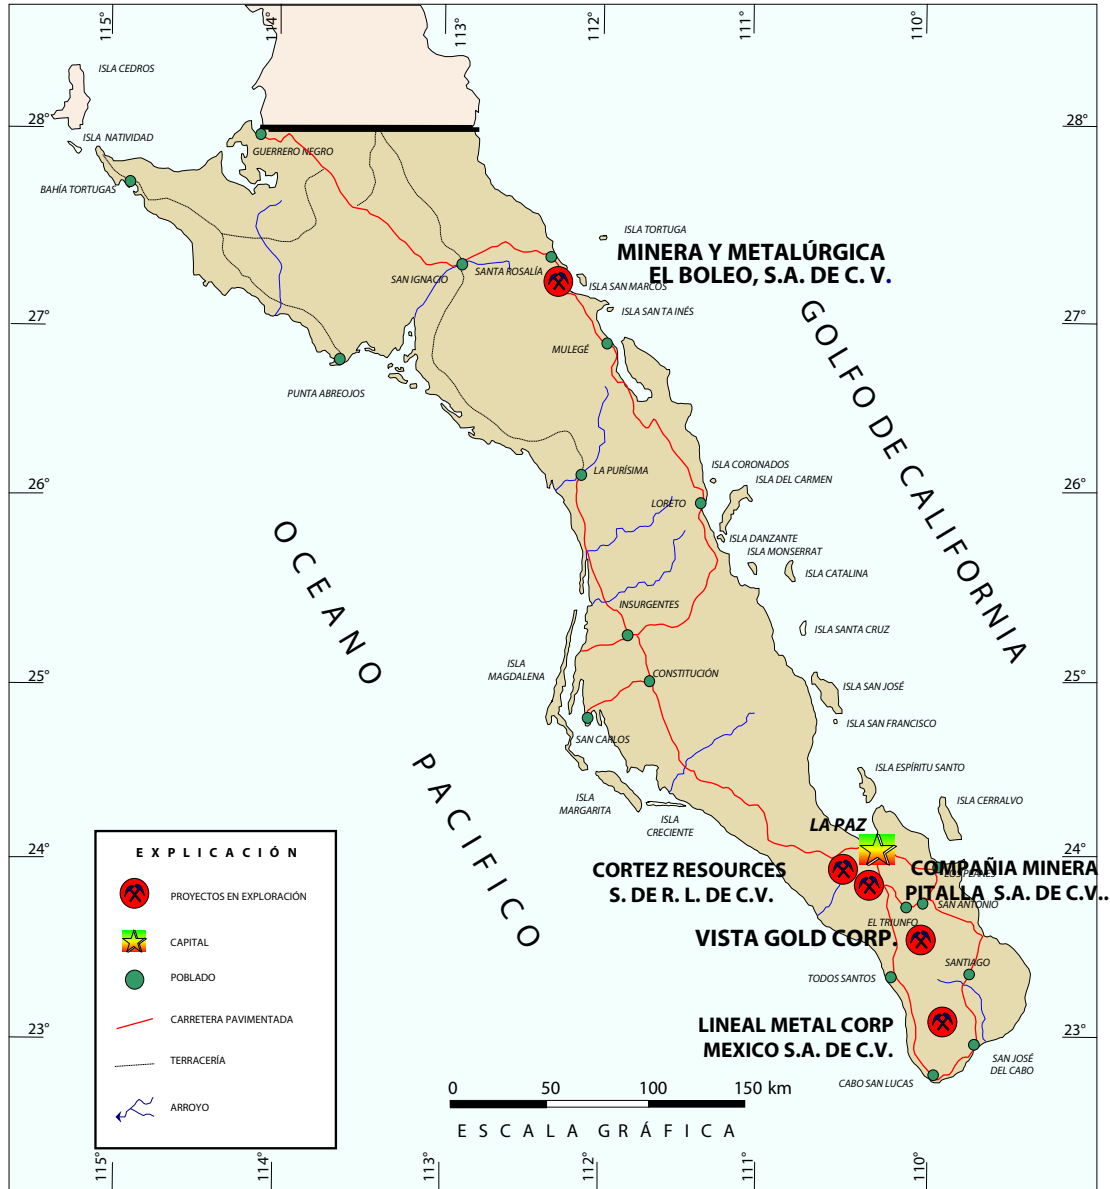 115°
114°
113°
112°
111°
110°
ISLA CEDROS
28°
28°
ISLA NATIVIDAD
GUERRERO NEGRO
BAHÍA TORTUGAS
ISLA TORTUGA
MINERA Y METALÚRGICA
EL BOLEO, S.A. DE C. V.
SANTA ROSALÍA
SAN IGNACIO
ISLA SAN MARCOS
ISLA SAN TA INÉS
27°
27°
MULEGÉ
GOLFO DE CALIFORNIA
PUNTA ABREOJOS
LA PURÍSIMA
ISLA CORONADOS
ISLA DEL CARMEN
26°
26°
LORETO
ISLA DANZANTE
ISLA MONSERRAT
ISLA CATALINA
OCEANO PACIFICO
INSURGENTES
ISLA SANTA CRUZ
ISLA
MAGDALENA
CONSTITUCIÓN
25°
25°
ISLA SAN JOSÉ
ISLA SAN FRANCISCO
SAN CARLOS
ISLA ESPÍRITU SANTO
ISLA
MARGARITA
ISLA
CRECIENTE
ISLA CERRALVO
LA PAZ
24°
24°
CORTEZ RESOURCES
S. DE R. L. DE C.V.
COMPAÑIA MINERA
PITALLA S.A. DE C.V..
LOS PLANES
SAN ANTONIO
EL TRIUNFO
VISTA GOLD CORP.
SANTIAGO
TODOS SANTOS
23°
23°
LINEAL METAL CORP
MEXICO S.A. DE C.V.
SAN JOSÉ
DEL CABO
CABO SAN LUCAS
EXPLICACIÓN
PROYECTOS EN EXPLORACIÓN
CAPITAL
POBLADO
CARRETERA PAVIMENTADA
TERRACERÍA
ARROYO
0 50 100 150 km
ESCALA GRÁFICA
115°
114°
113°
112°
111°
110°